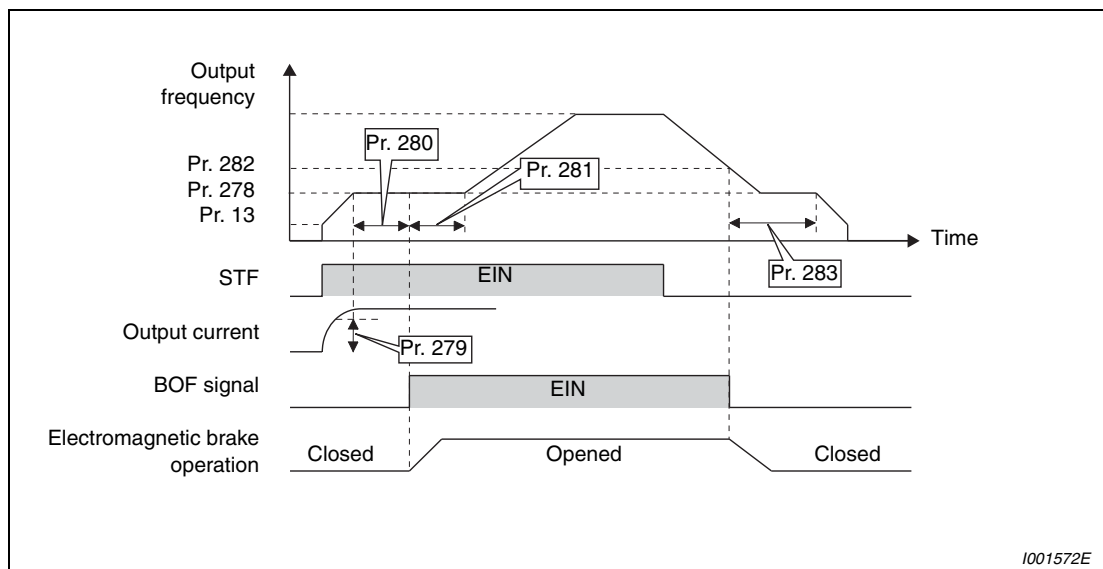 Output
frequency
Pr. 280
Pr. 282
Pr. 281
Pr. 278
Pr. 13
Time
Pr. 283
STF
EIN
Output current
Pr. 279
BOF signal
EIN
Electromagnetic brake
operation
Closed
Opened
Closed
I001572E